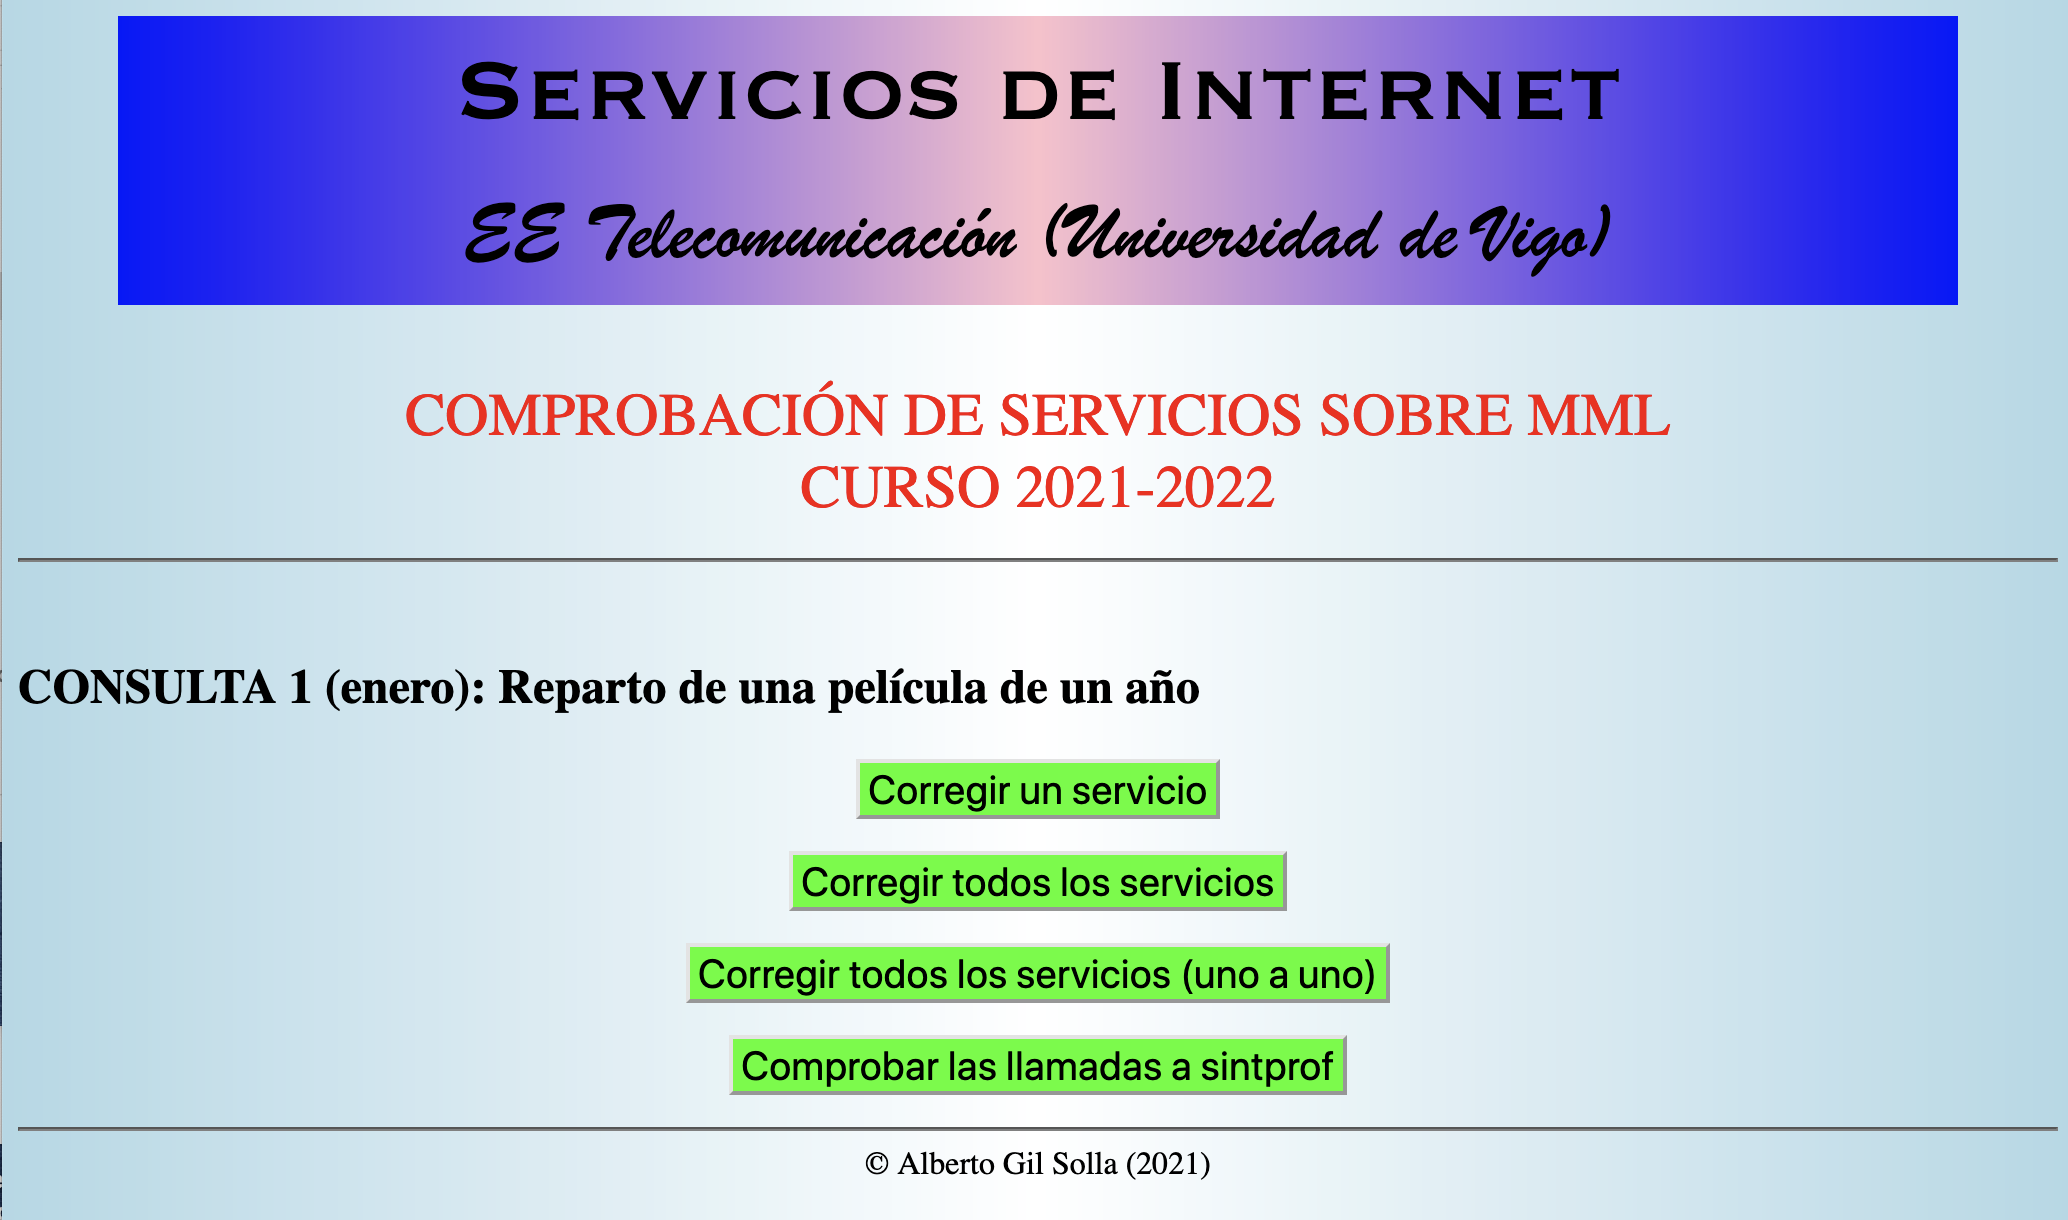 Servicios de Internet
EE Telecomunicación (Universidad de Vigo)
COMPROBACIÓN DE SERVICIOS SOBRE MML
CURSO 2021-2022
CONSULTA 1 (enero): Reparto de una película de un año
Corregir un servicio
Corregir todos los servicios
Corregir todos los servicios (uno a uno)
Comprobar las llamadas a sintprof
© Alberto Gil Solla (2021)